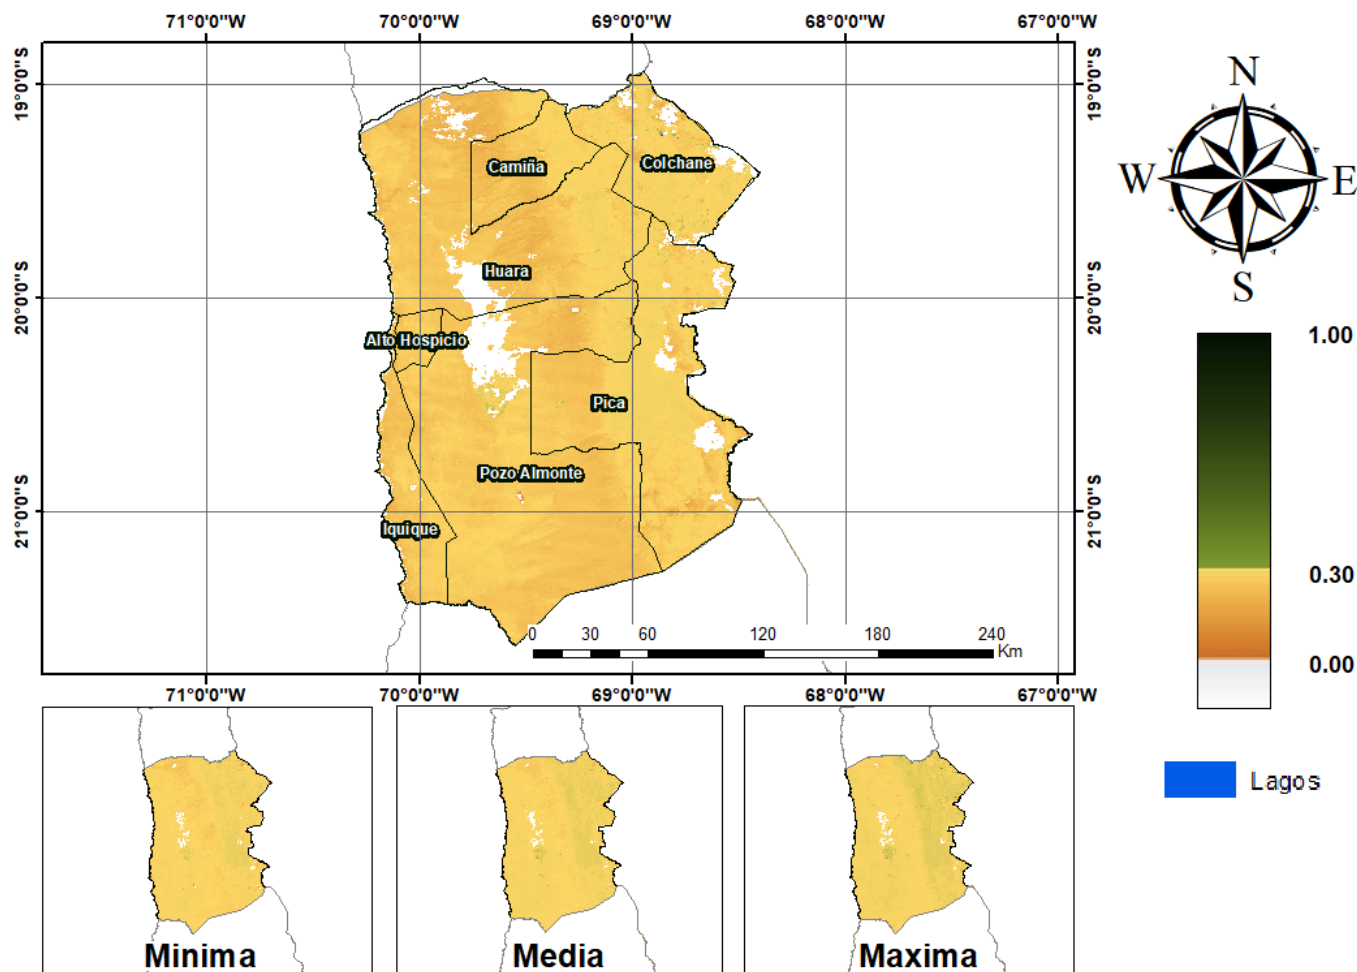 71°0'0"W 70°0'0"W 69°0'0"W 68°0'0"W 67°0'0"W
19°0'0"S
19°0'0"S
20°0'0"S
20°0'0"S
21°0'0"S
21°0'0"S
Camiña
Colchane
Huara
Alto Hospicio
Pica
Pozo Almonte
Iquique
0 30 60 120 180 240
Km
71°0'0"W 70°0'0"W 69°0'0"W 68°0'0"W 67°0'0"W
N
W E
S
1.00
0.30
0.00
Lagos
Minima
Media
Maxima